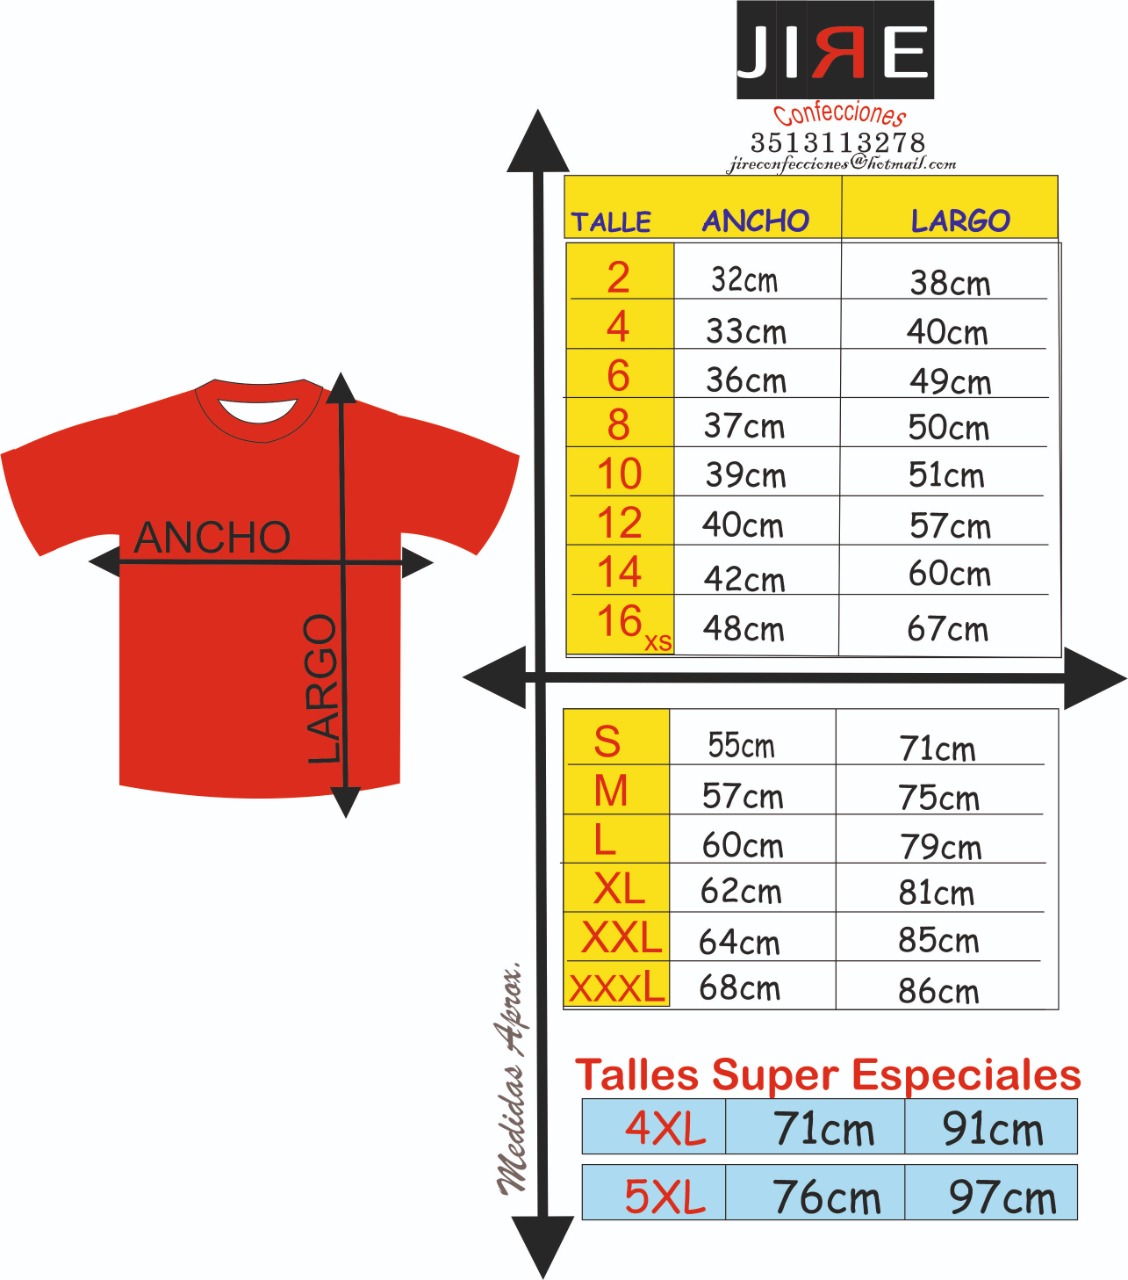 JIRE
Confecciones
3513113278
jireconfecciones@hotmail.com
TALLE ANCHO LARGO
2 32cm 38cm
4 33cm 40cm
6 36cm 49cm
8 37cm 50cm
10 39cm 51cm
12 40cm 57cm
14 42cm 60cm
16 XS 48cm 67cm
ANCHO
LARGO
S 55cm 71cm
M 57cm 75cm
L 60cm 79cm
XL 62cm 81cm
XXL 64cm 85cm
XXXL 68cm 86cm
Medidas Aprox.
Talles Super Especiales
4XL 71cm 91cm
5XL 76cm 97cm